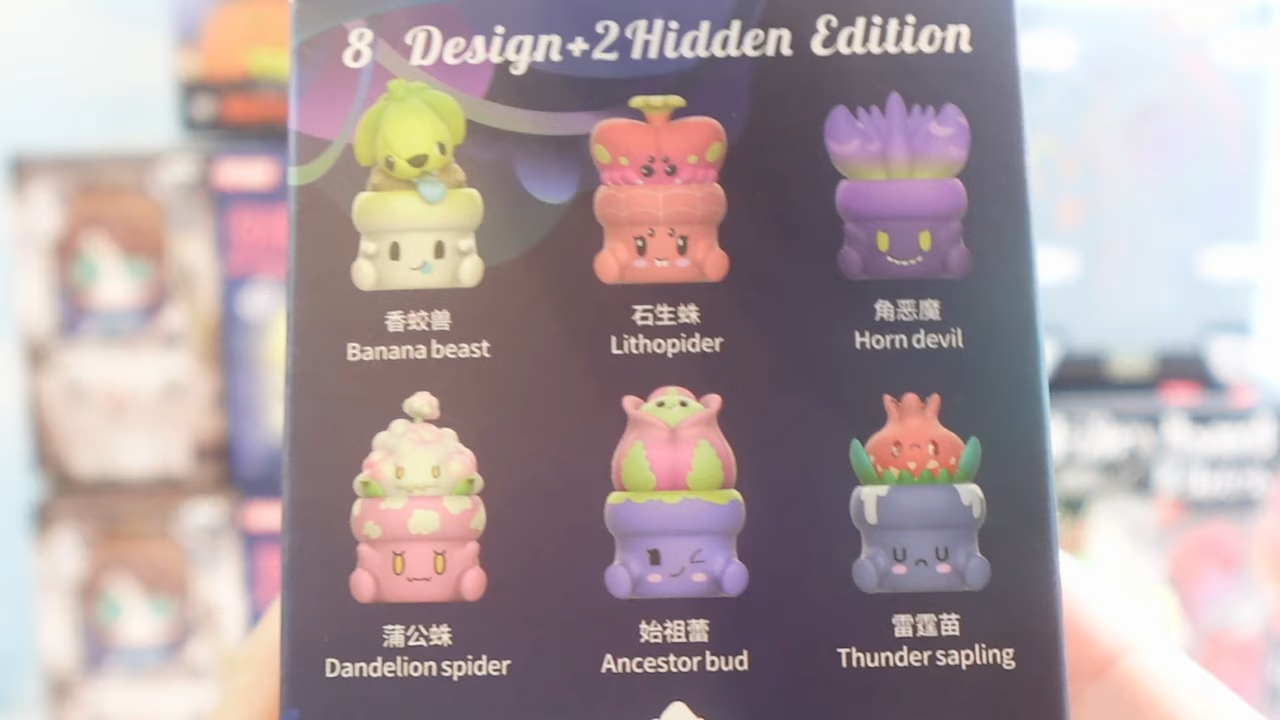 8 Design+2 Hidden Edition
香蛟兽
Banana beast
石生蛛
Lithopider
角恶魔
Horn devil
蒲公蛛
Dandelion spider
始祖蕾
Ancestor bud
雷霆苗
Thunder sapling